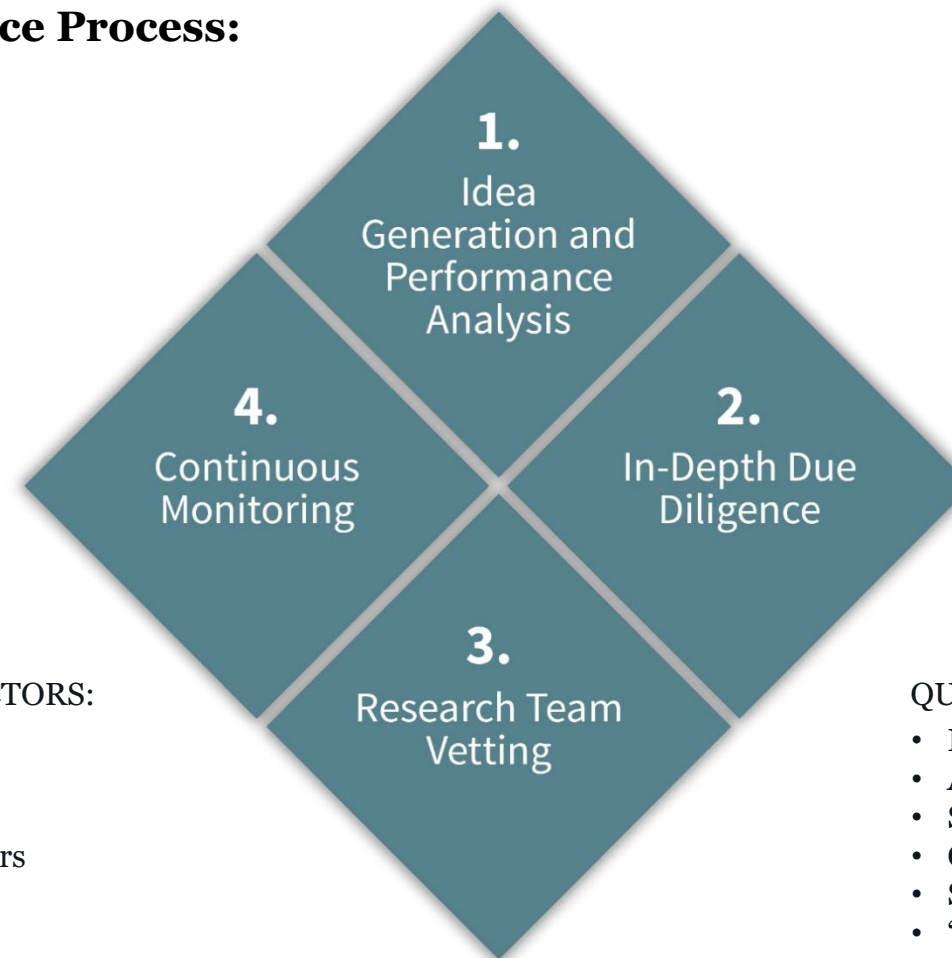 ce Process:
1.
Idea
Generation and
Performance
Analysis
4.
Continuous
Monitoring
2.
In-Depth Due
Diligence
3.
Research Team
Vetting
TORS:
rs
QU
•
•
•
•
•
•